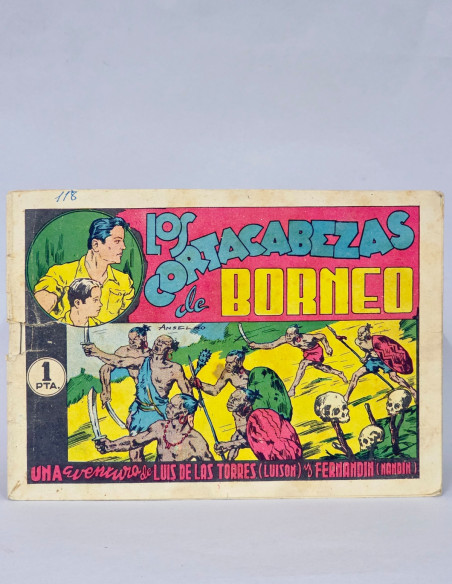 118
LOS
CORTACABEZAS
de BORNEO
ANSELMO
1
PTA.
UNA aventura de LUIS DE LAS TORRES (LUISON) y FERNANDIN (NANDIN)